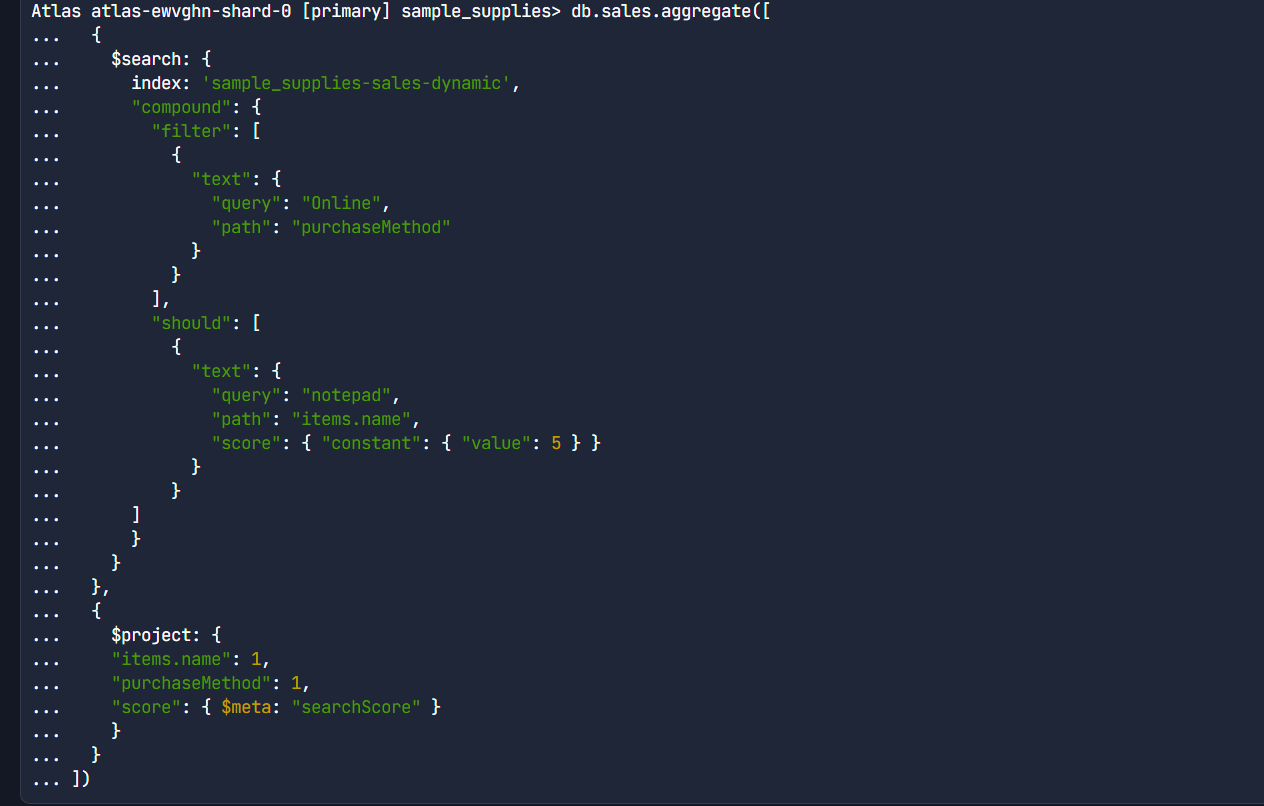 Atlas atlas-ewvghn-shard-0 [primary] sample_supplies> db.sales.aggregate([
...   {
...     $search: {
...       index: 'sample_supplies-sales-dynamic',
...       "compound": {
...         "filter": [
...           {
...             "text": {
...               "query": "Online",
...               "path": "purchaseMethod"
...             }
...           }
...         ],
...         "should": [
...           {
...             "text": {
...               "query": "notepad",
...               "path": "items.name",
...               "score": { "constant": { "value": 5 } }
...             }
...           }
...       ]
...       }
...     }
...   },
...   {
...     $project: {
...     "items.name": 1,
...     "purchaseMethod": 1,
...     "score": { $meta: "searchScore" }
...     }
...   }
... ])